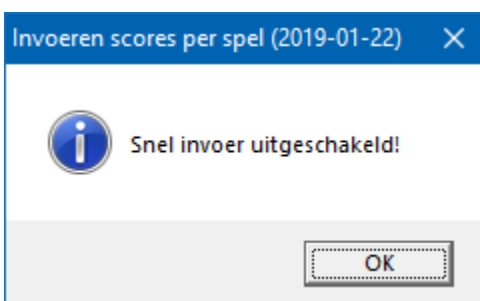 Invoeren scores per spel (2019-01-22)
Snel invoer uitgeschakeld!
OK